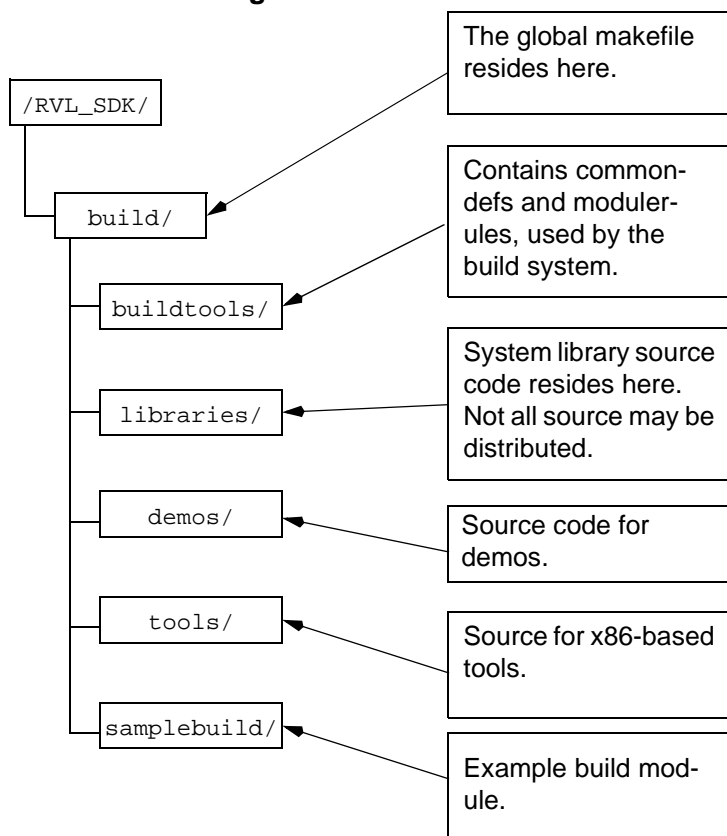 The global makefile
resides here.
/RVL_SDK/
build/
Contains common-
defs and moduler-
ules, used by the
build system.
buildtools/
System library source
code resides here.
Not all source may be
distributed.
libraries/
demos/
Source code for
demos.
tools/
Source for x86-based
tools.
samplebuild/
Example build mod-
ule.